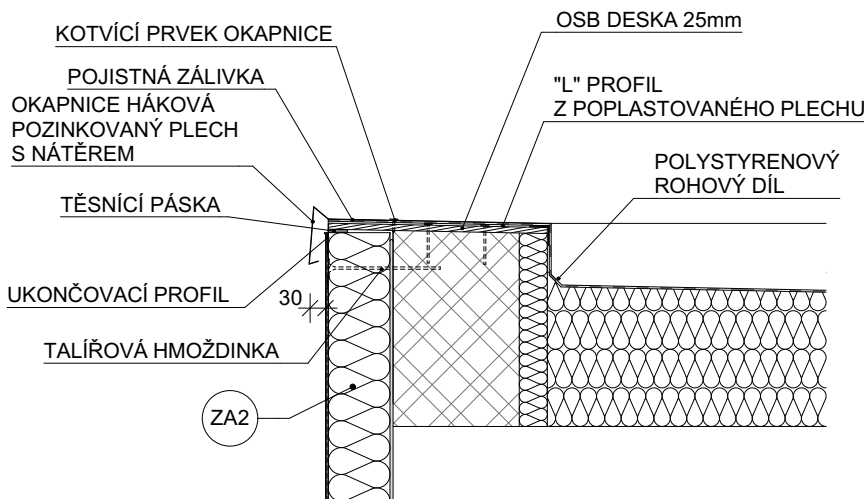 KOTVÍCÍ PRVEK OKAPNICE
POJISTNÁ ZÁLIVKA
OKAPNICE HÁKOVÁ
POZINKOVANÝ PLECH
S NÁTĚREM
TĚSNÍCÍ PÁSKA
UKONČOVACÍ PROFIL
30
TALÍŘOVÁ HMOŽDINKA
ZA2
OSB DESKA 25mm
"L" PROFIL
Z POPLASTOVANÉHO PLECHU
POLYSTYRENOVÝ
ROHOVÝ DÍL